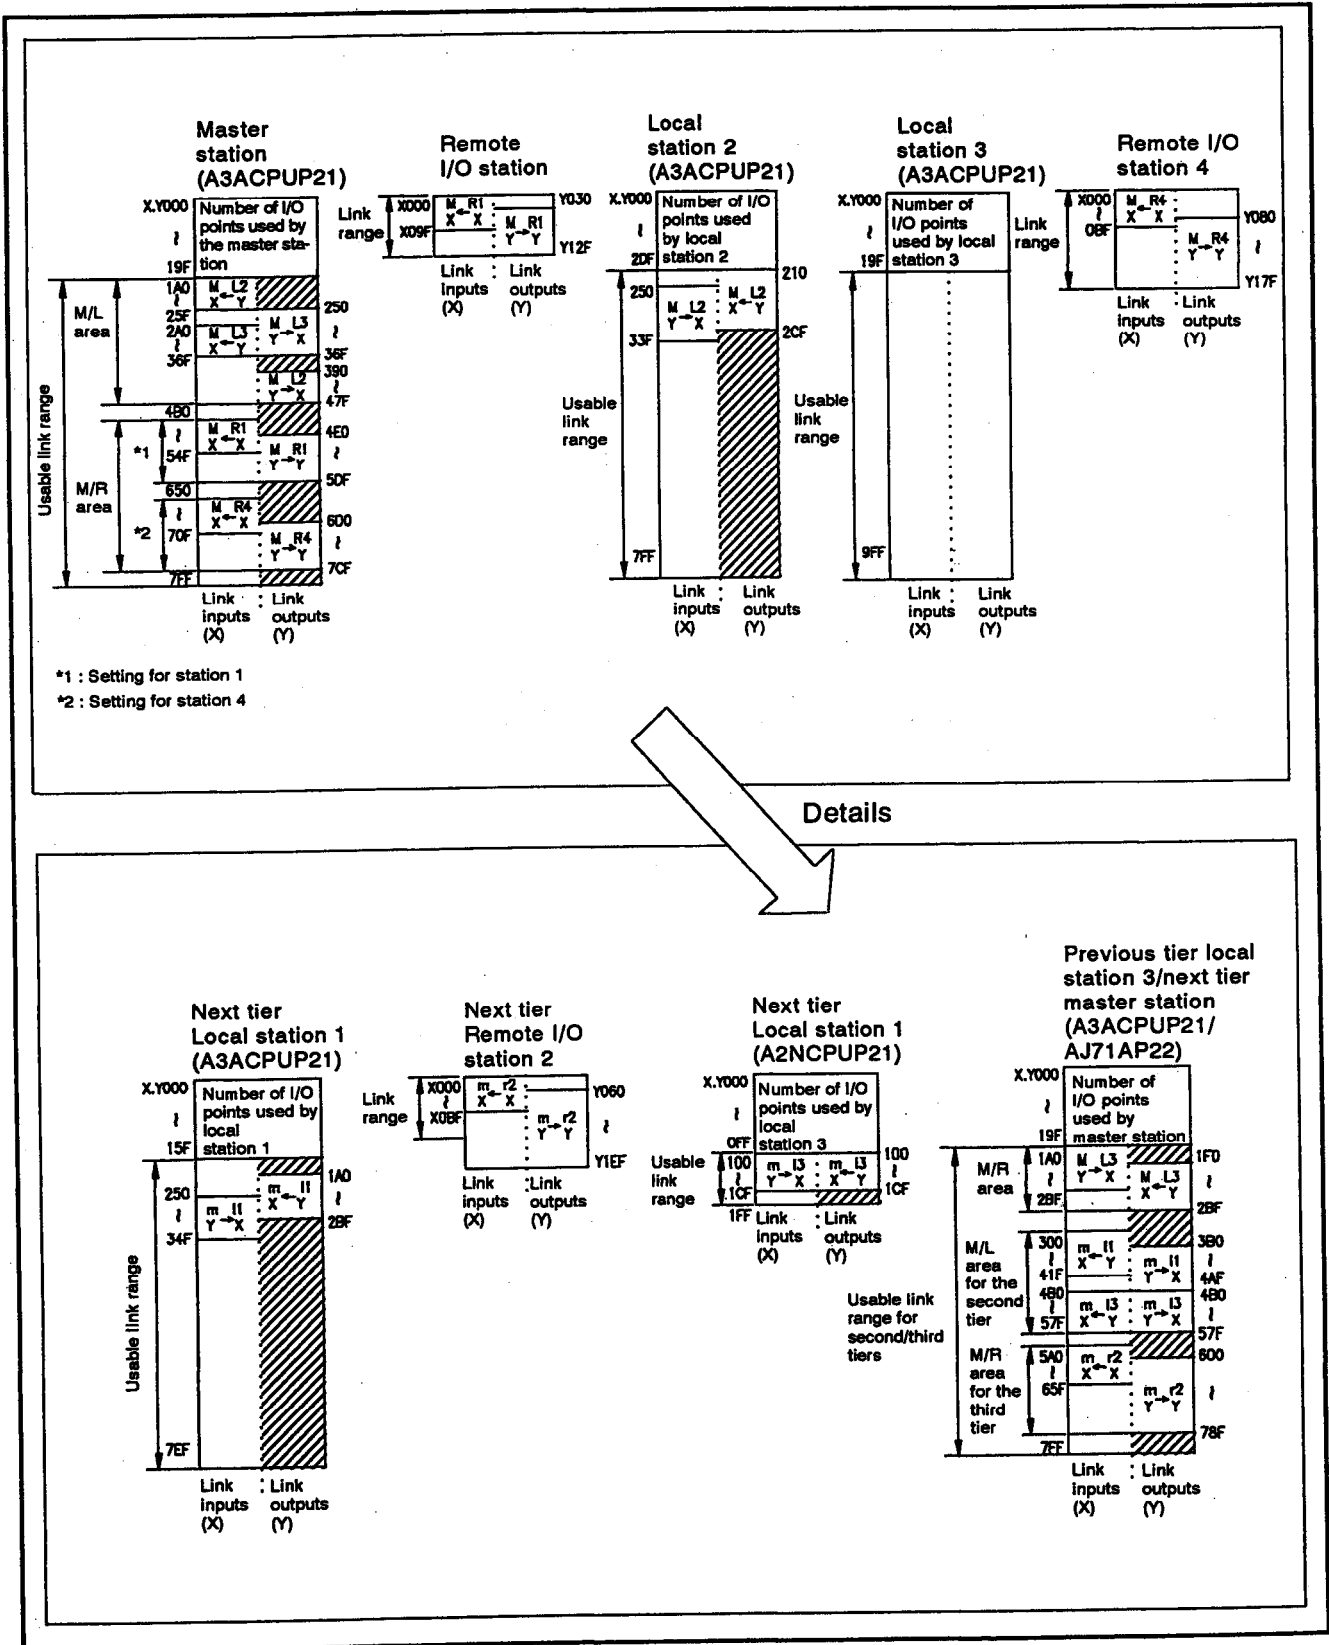 Master
station
(A3ACPUP21)
X.Y000
≀
19F
Number of I/O
points used by
the master sta-
tion
Usable link range
M/L
area
1A0
≀
25F
M L2
X←Y
2A0
≀
36F
M L3
X←Y
250
≀
36F
M L3
Y→X
390
≀
47F
M L2
Y→X
M/R
area
*1
4B0
≀
54F
M R1
X←X
4E0
≀
5DF
M R1
Y→Y
*2
650
≀
70F
M R4
X←X
6D0
≀
7CF
M R4
Y→Y
7FF
Link
inputs
(X)
Link
outputs
(Y)
Remote
I/O station
Link
range
X000
X09F
M R1
X←X
Y030
M R1
Y→Y
Y12F
Link
inputs
(X)
Link
outputs
(Y)
Local
station 2
(A3ACPUP21)
X.Y000
≀
2DF
Number of I/O
points used
by local
station 2
Usable
link
range
250
33F
M L2
Y→X
210
M L2
X←Y
2CF
7FF
Link
inputs
(X)
Link
outputs
(Y)
Local
station 3
(A3ACPUP21)
X.Y000
≀
19F
Number of
I/O points
used by local
station 3
Usable
link
range
9FF
Link
inputs
(X)
Link
outputs
(Y)
Remote I/O
station 4
Link
range
X000
≀
0BF
M R4
X←X
Y080
≀
Y17F
M R4
Y→Y
Link
inputs
(X)
Link
outputs
(Y)
*1 : Setting for station 1
*2 : Setting for station 4
Details
Next tier
Local station 1
(A3ACPUP21)
X.Y000
≀
15F
Number of I/O
points used by
local
station 1
Usable link range
250
≀
34F
m l1
Y→X
1A0
≀
2BF
m l1
X←Y
7EF
Link
inputs
(X)
Link
outputs
(Y)
Next tier
Remote I/O
station 2
Link
range
X000
≀
X0BF
m r2
X←X
Y060
≀
Y1EF
m r2
Y→Y
Link
inputs
(X)
Link
outputs
(Y)
Next tier
Local station 1
(A2NCPUP21)
X.Y000
≀
0FF
Number of I/O
points used by
local
station 3
Usable
link
range
100
≀
1CF
m l3
Y→X
m l3
X←Y
100
≀
1CF
1FF
Link
inputs
(X)
Link
outputs
(Y)
Previous tier local
station 3/next tier
master station
(A3ACPUP21/
AJ71AP22)
X.Y000
≀
19F
Number of
I/O points
used by
master station
Usable link
range for
second/third
tiers
M/R
area
1A0
≀
2BF
M L3
Y→X
1F0
≀
2BF
M L3
X←Y
M/L
area
for the
second
tier
300
≀
41F
m l1
X←Y
3B0
≀
4AF
m l1
Y→X
4B0
≀
57F
m l3
X←Y
m l3
Y→X
4B0
≀
57F
M/R
area
for the
third
tier
5A0
≀
65F
m r2
X←X
600
≀
78F
m r2
Y→Y
7FF
Link
inputs
(X)
Link
outputs
(Y)